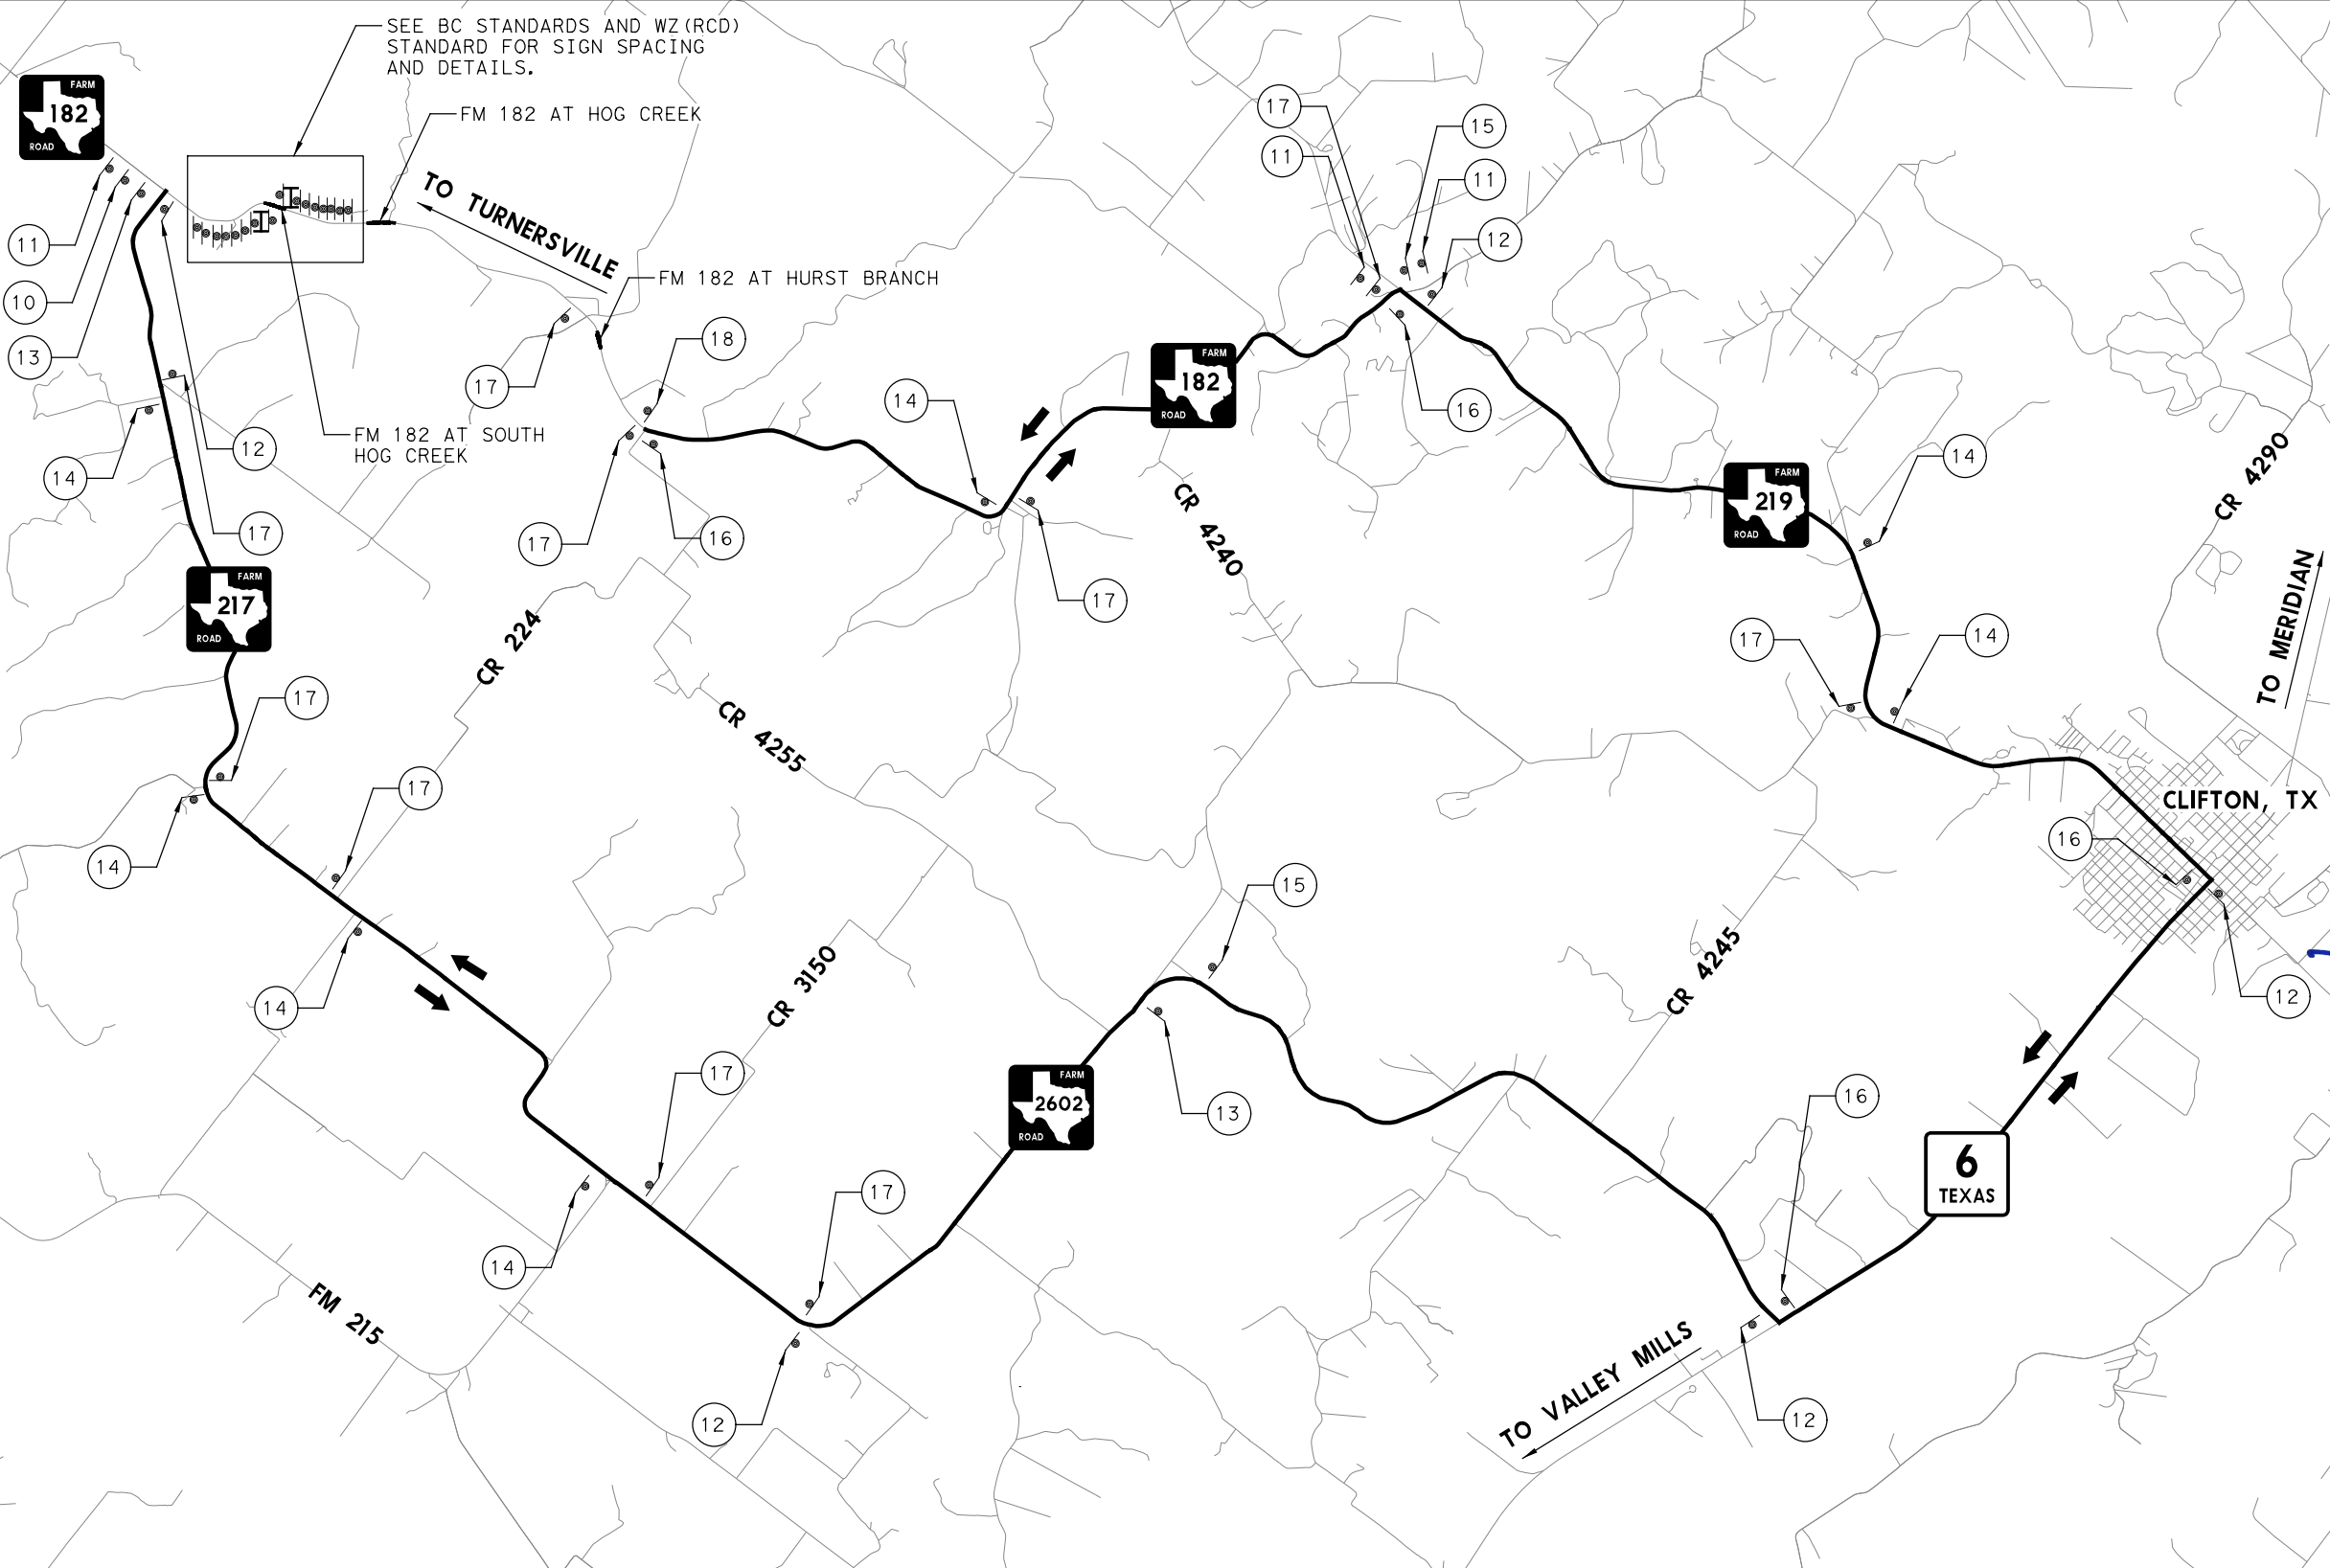 SEE BC STANDARDS AND WZ(RCD)
STANDARD FOR SIGN SPACING
AND DETAILS.
FARM
182
ROAD
FM 182 AT HOG CREEK
17
15
11
11
12
TO TURNERSVILLE
11
10
13
FM 182 AT HURST BRANCH
18
17
14
FARM
182
ROAD
16
FM 182 AT SOUTH
HOG CREEK
12
14
17
17
16
17
CR 4240
FARM
219
ROAD
14
CR 4290
TO MERIDIAN
FARM
217
ROAD
CR 224
17
14
17
CR 4255
17
14
14
CLIFTON, TX
16
12
15
CR 3150
CR 4245
17
FARM
2602
ROAD
13
16
6
TEXAS
17
14
FM 215
12
TO VALLEY MILLS
12